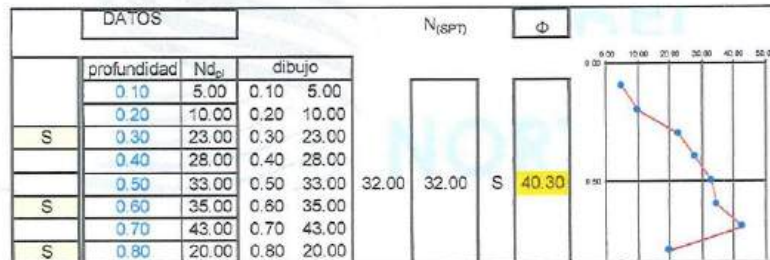 DATOS N(SPT) Φ
profundidad Ndpl dibujo
0.10 5.00 0.10 5.00
0.20 10.00 0.20 10.00
S 0.30 23.00 0.30 23.00
0.40 28.00 0.40 28.00
0.50 33.00 0.50 33.00 32.00 32.00 S 40.30
S 0.60 35.00 0.60 35.00
0.70 43.00 0.70 43.00
S 0.80 20.00 0.80 20.00
0.00 10.00 20.00 30.00 40.00 50.00
0.00
0.50
NOR